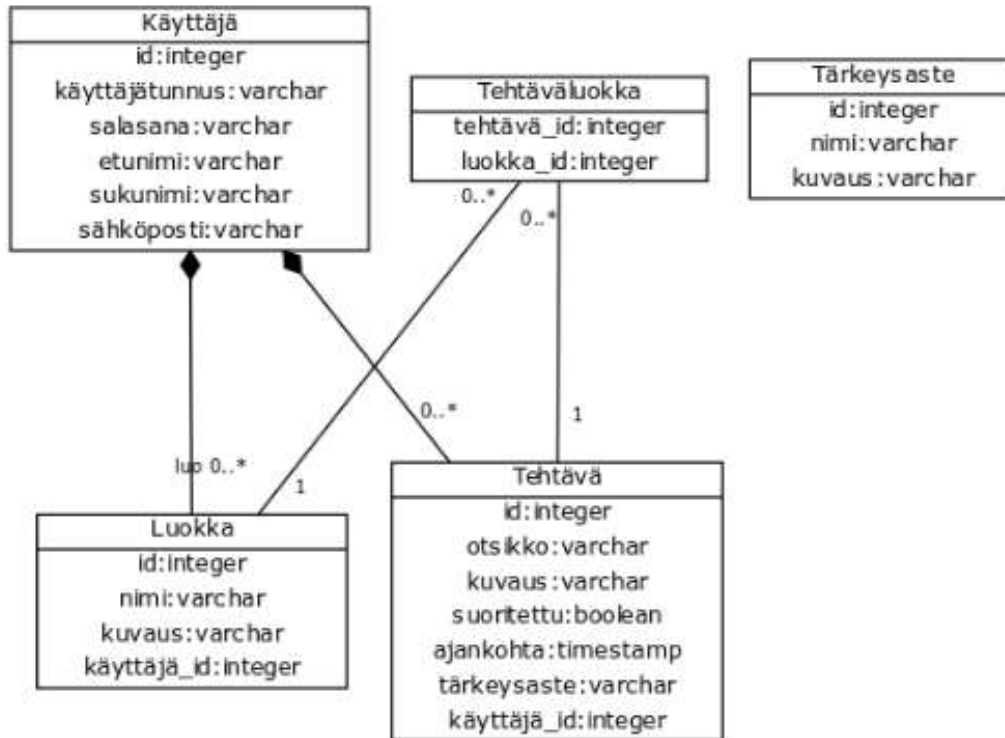 Käyttäjä
id:integer
käyttäjätunnus:varchar
salasana:varchar
etunimi:varchar
sukunimi:varchar
sähköposti:varchar
Tehtäväluokka
tehtävä_id:integer
luokka_id:integer
Tärkeysaste
id:integer
nimi:varchar
kuvaus:varchar
0..*
0..*
0..*
1
luo 0..*
1
Luokka
id:integer
nimi:varchar
kuvaus:varchar
käyttäjä_id:integer
Tehtävä
id:integer
otsikko:varchar
kuvaus:varchar
suoritettu:boolean
ajankohta:timestamp
tärkeysaste:varchar
käyttäjä_id:integer